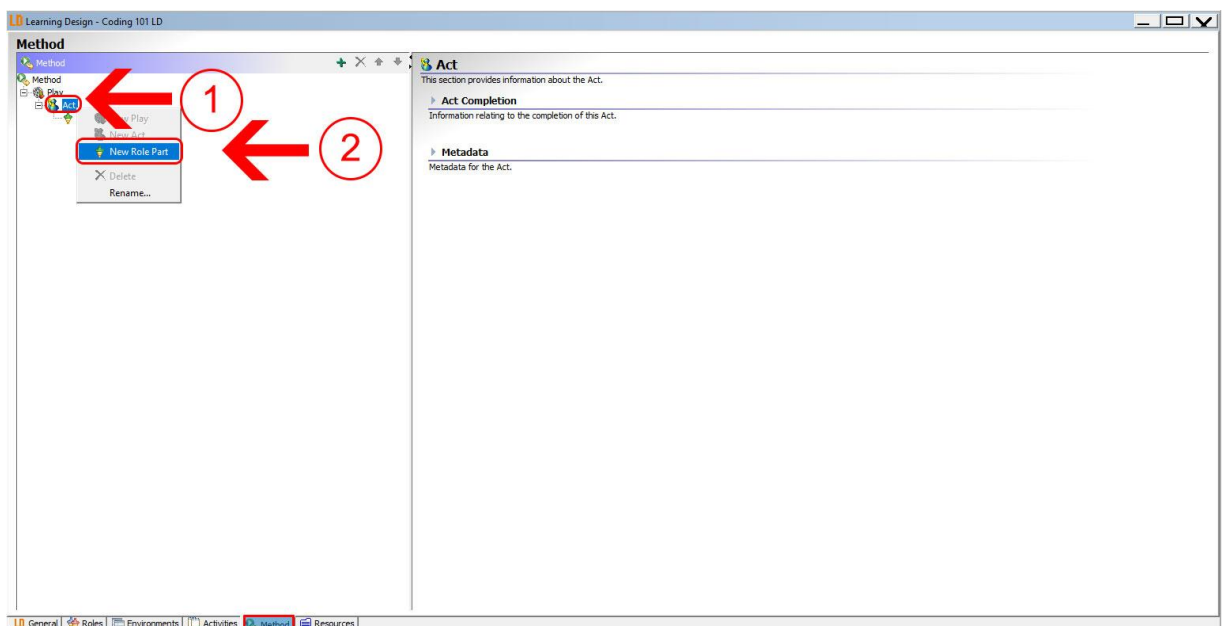 LD Learning Design - Coding 101 LD
Method
Method
Method
Play
Act
New Play
New Act
New Role Part
Delete
Rename...
1
2
Act
This section provides information about the Act.
Act Completion
Information relating to the completion of this Act.
Metadata
Metadata for the Act.
LD General Roles Environments Activities Method Resources